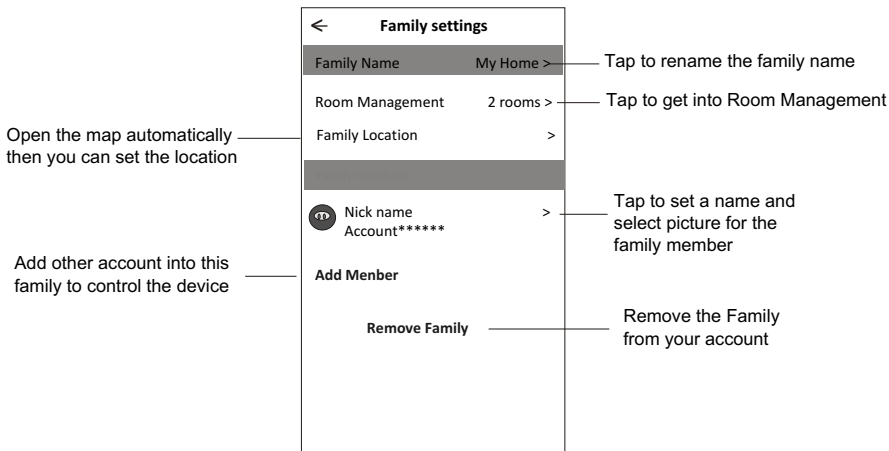 Family settings
Family Name My Home >
Tap to rename the family name
Room Management 2 rooms >
Tap to get into Room Management
Open the map automatically
then you can set the location
Family Location >
Nick name >
Account******
Tap to set a name and
select picture for the
family member
Add other account into this
family to control the device
Add Menber
Remove Family
Remove the Family
from your account